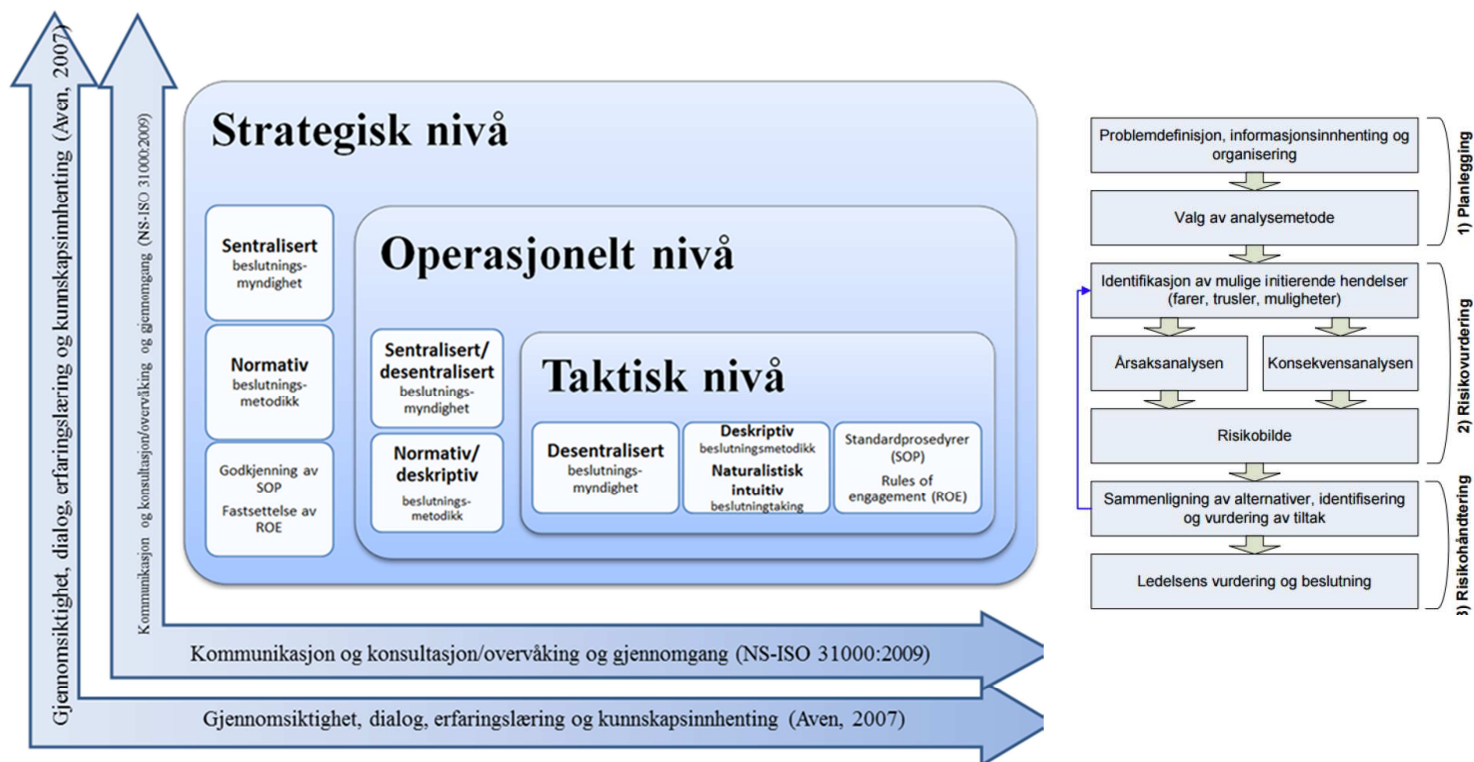 Gjennomsiktighet, dialog, erfaringslæring og kunnskapsinnhenting (Aven, 2007)
Kommunikasjon og konsultasjon/overvåking og gjennomgang (NS-ISO 31000:2009)
Strategisk nivå
Sentralisert
beslutnings-
myndighet
Normativ
beslutnings-
metodikk
Godkjenning av
SOP
Fastsettelse av
ROE
Operasjonelt nivå
Sentralisert/
desentralisert
beslutnings-
myndighet
Normativ/
deskriptiv
beslutnings-
metodikk
Taktisk nivå
Desentralisert
beslutnings-
myndighet
Deskriptiv
beslutningsmetodikk
Naturalistisk
intuitiv
beslutningtaking
Standardprosedyrer
(SOP)
Rules of
engagement (ROE)
Kommunikasjon og konsultasjon/overvåking og gjennomgang (NS-ISO 31000:2009)
Gjennomsiktighet, dialog, erfaringslæring og kunnskapsinnhenting (Aven, 2007)
Problemdefinisjon, informasjonsinnhenting og
organisering
Valg av analysemetode
1) Planlegging
Identifikasjon av mulige initierende hendelser
(farer, trusler, muligheter)
Årsaksanalysen
Konsekvensanalysen
Risikobilde
2) Risikovurdering
Sammenligning av alternativer, identifisering
og vurdering av tiltak
Ledelsens vurdering og beslutning
3) Risikohåndtering